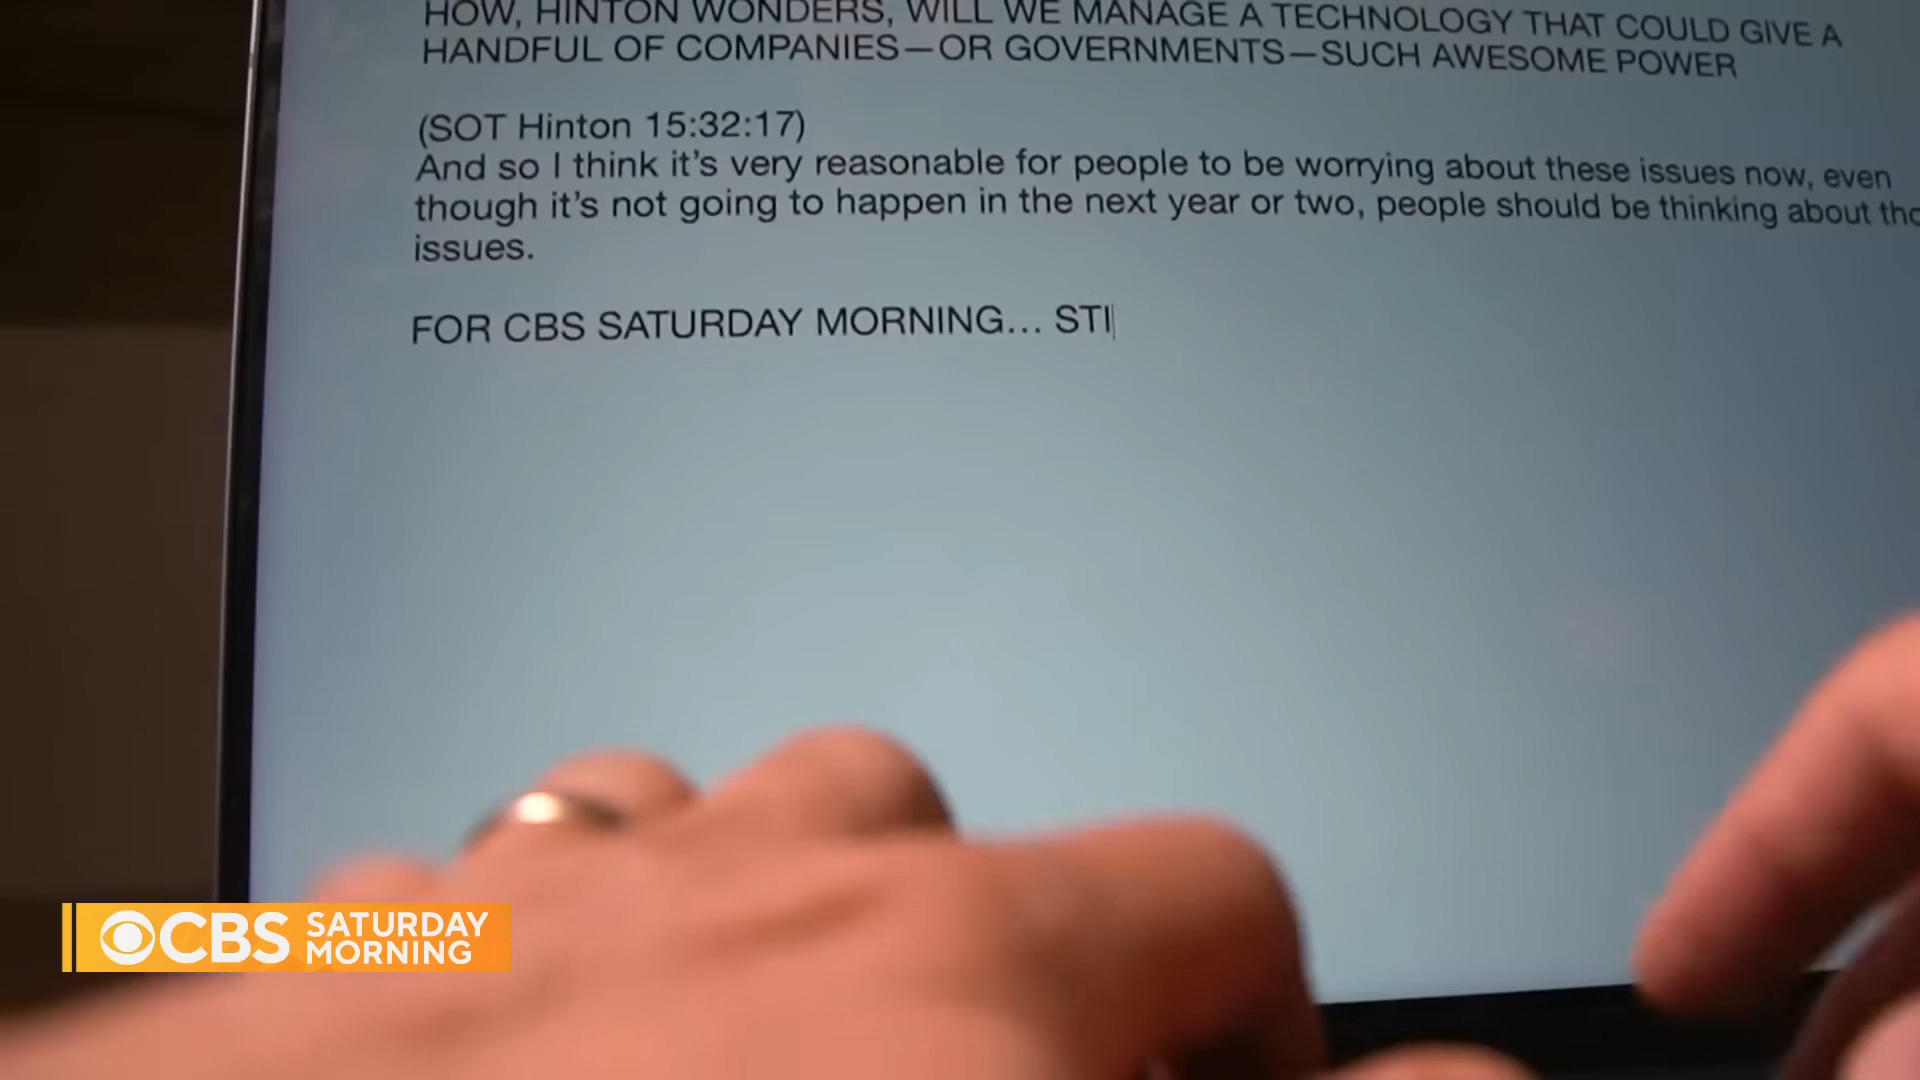 HOW, HINTON WONDERS, WILL WE MANAGE A TECHNOLOGY THAT COULD GIVE A
HANDFUL OF COMPANIES—OR GOVERNMENTS—SUCH AWESOME POWER
(SOT Hinton 15:32:17)
And so I think it's very reasonable for people to be worrying about these issues now, even
though it's not going to happen in the next year or two, people should be thinking about
issues.
FOR CBS SATURDAY MORNING... STI
CBS SATURDAY
MORNING